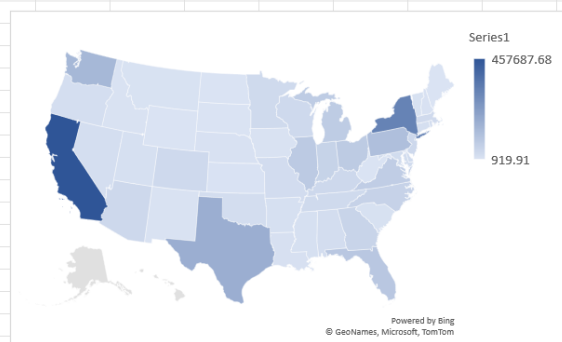 Series1
457687.68
919.91
Powered by Bing
© GeoNames, Microsoft, TomTom